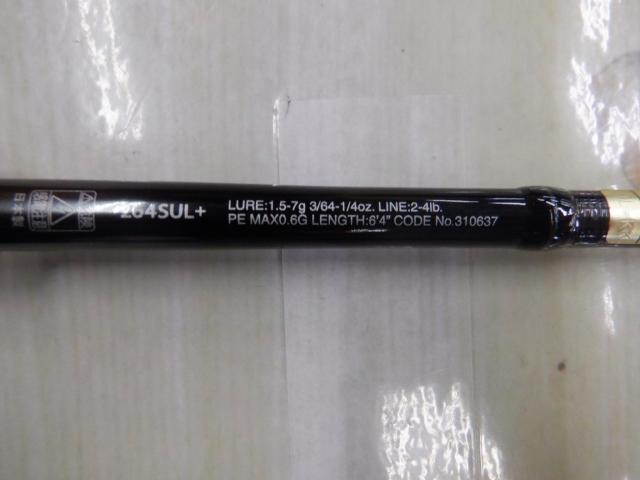 264SUL+
LURE:1.5-7g 3/64-1/4oz. LINE:2-4lb.
PE MAX0.6G LENGTH:6'4" CODE No.310637